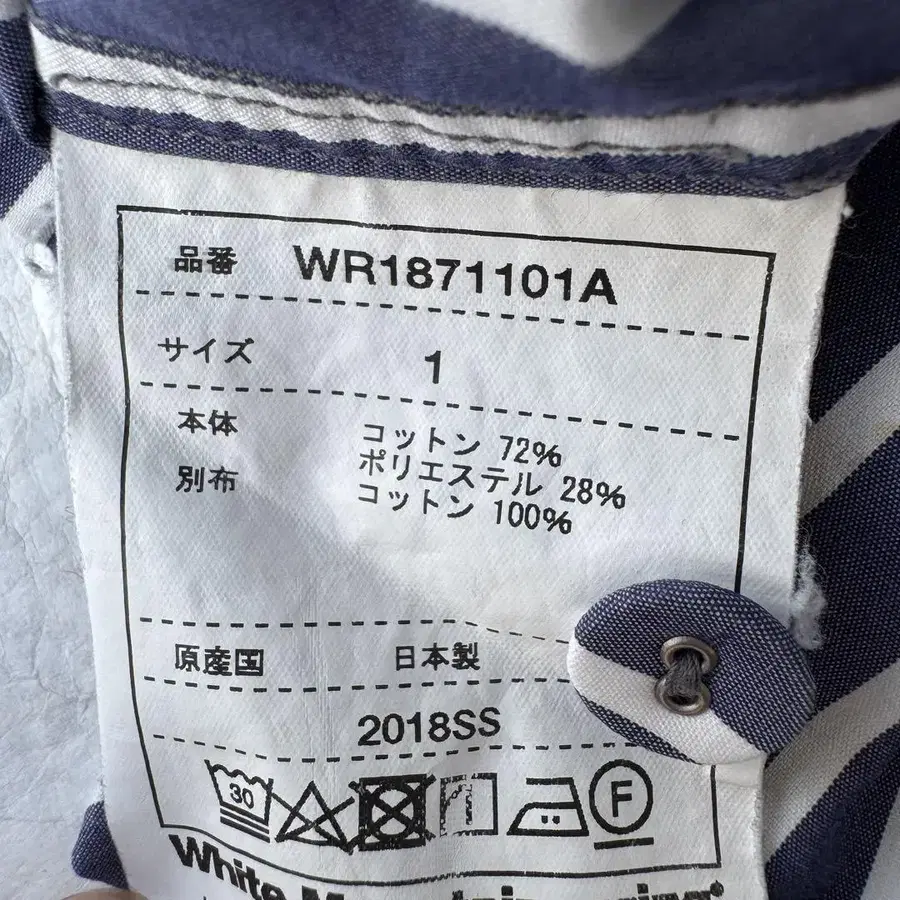 品番 WR1871101A
サイズ 1
本体 コットン 72%
ポリエステル 28%
別布 コットン 100%
原産国 日本製
2018SS
30 F
White